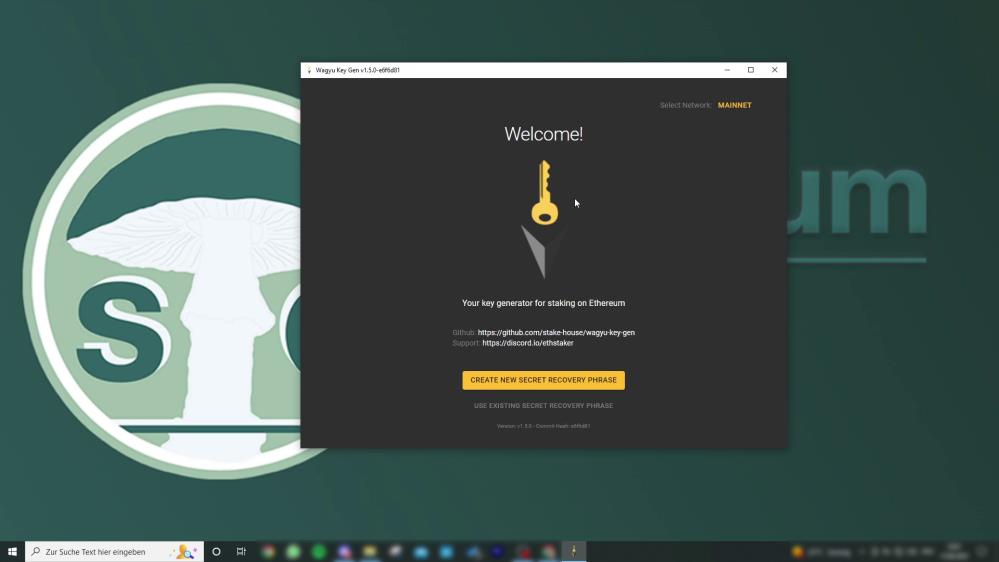 Wagyu Key Gen v1.5.0-e6f6d81
Select Network: MAINNET
Welcome!
um
S
Your key generator for staking on Ethereum
Github: https://github.com/stake-house/wagyu-key-gen
Support: https://discord.io/ethstaker
CREATE NEW SECRET RECOVERY PHRASE
USE EXISTING SECRET RECOVERY PHRASE
Version: v1.5.0 - Commit Hash: e6f6d81
Zur Suche Text hier eingeben